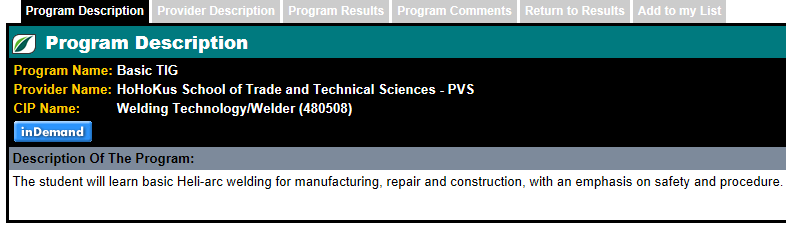 Program Description Provider Description Program Results Program Comments Return to Results Add to my List
Program Description
Program Name: Basic TIG
Provider Name: HoHoKus School of Trade and Technical Sciences - PVS
CIP Name: Welding Technology/Welder (480508)
inDemand
Description Of The Program:
The student will learn basic Heli-arc welding for manufacturing, repair and construction, with an emphasis on safety and procedure.